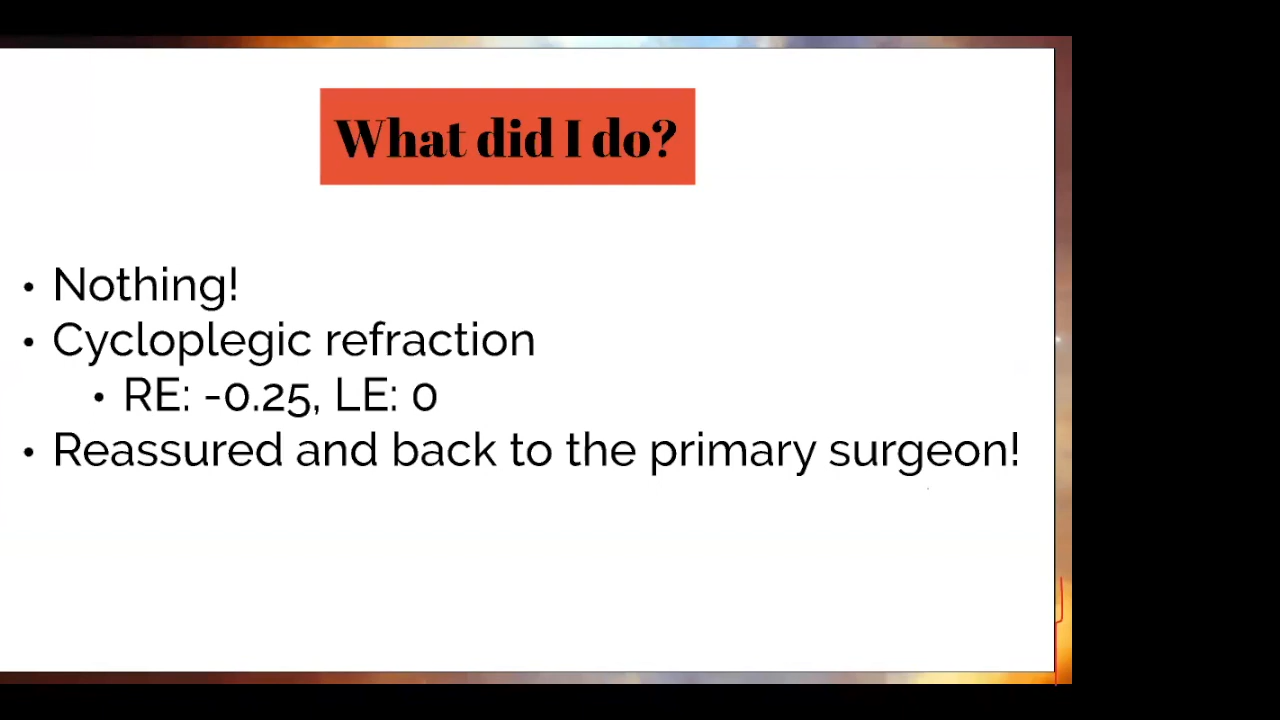 What did I do?
• Nothing!
• Cycloplegic refraction
• RE: -0.25, LE: 0
• Reassured and back to the primary surgeon!